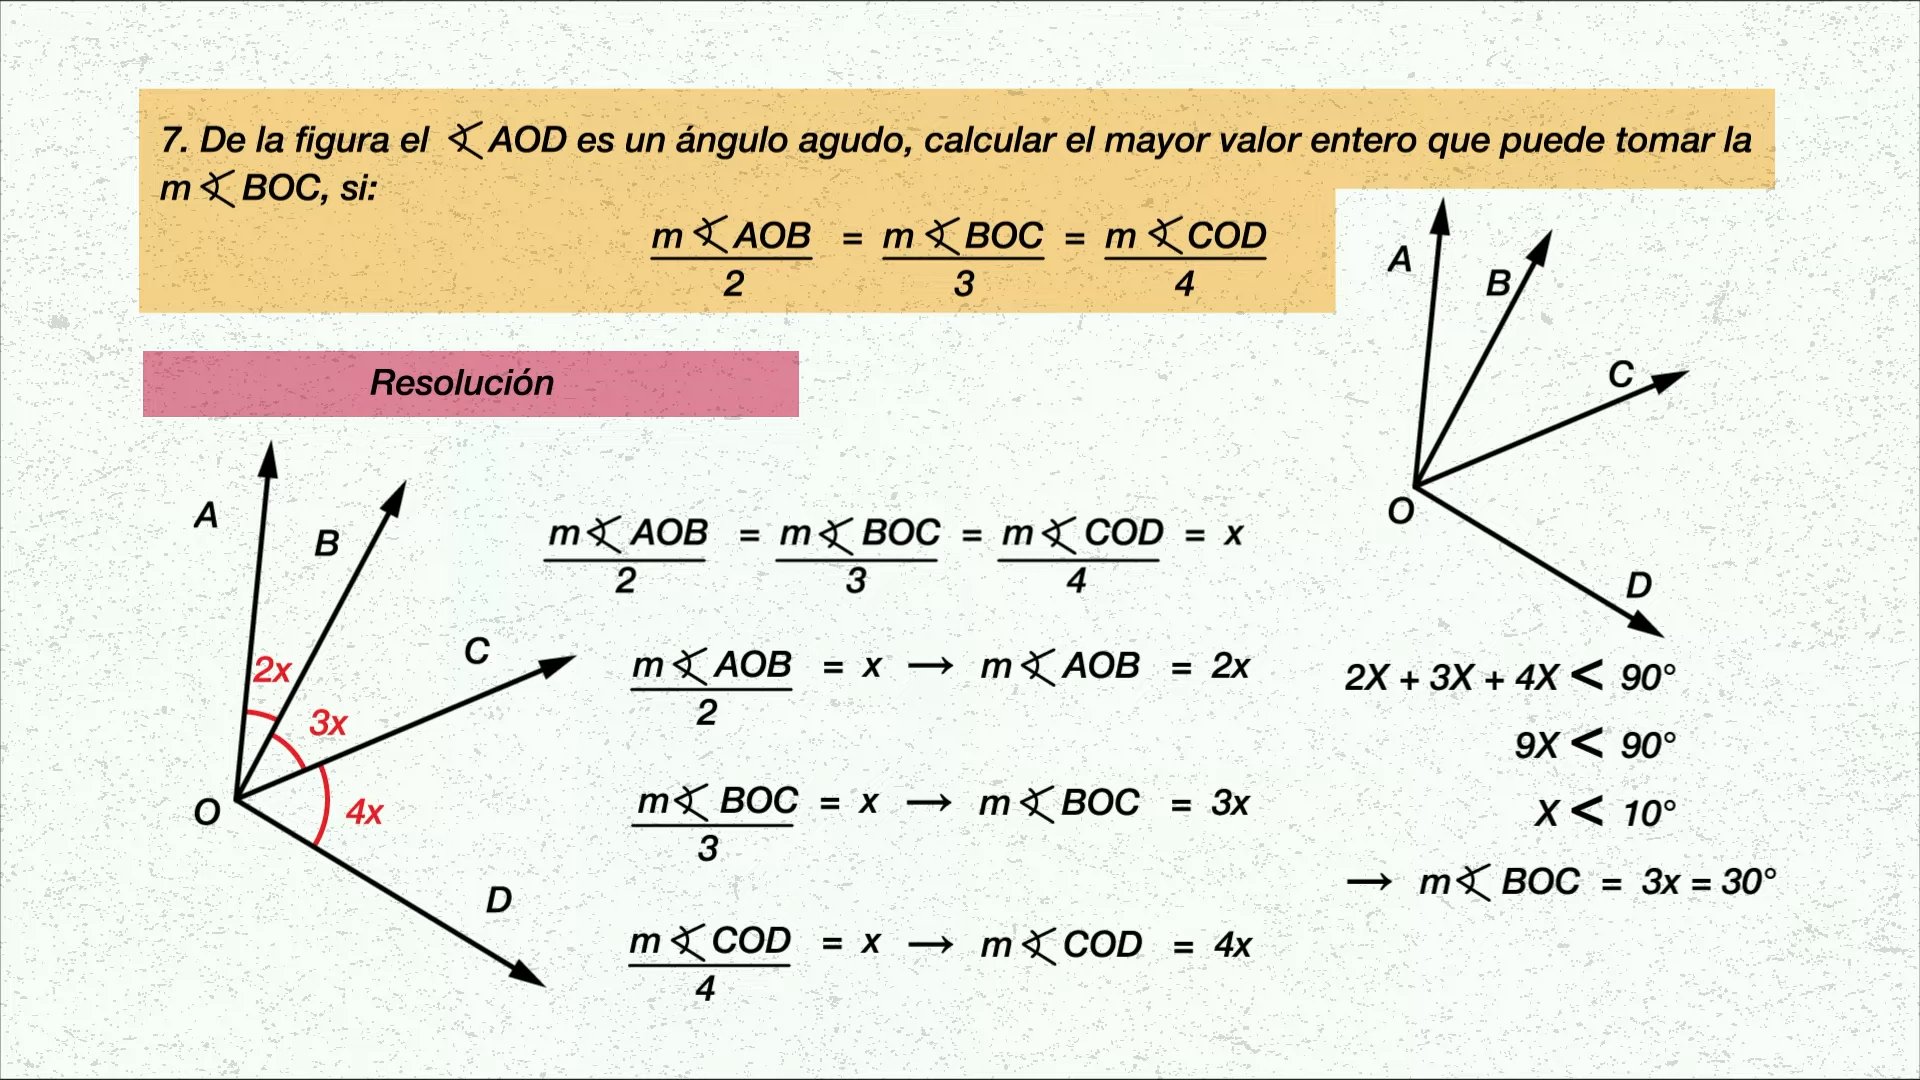 7. De la figura el ∢AOD es un ángulo agudo, calcular el mayor valor entero que puede tomar la
m∢BOC, si:
m∢AOB/2 = m∢BOC/3 = m∢COD/4
A
B
C
O
D
Resolución
A
B
C
O
D
2x
3x
4x
m∢AOB/2 = m∢BOC/3 = m∢COD/4 = x
m∢AOB/2 = x → m∢AOB = 2x
m∢BOC/3 = x → m∢BOC = 3x
m∢COD/4 = x → m∢COD = 4x
2X + 3X + 4X < 90°
9X < 90°
X < 10°
→ m∢BOC = 3x = 30°